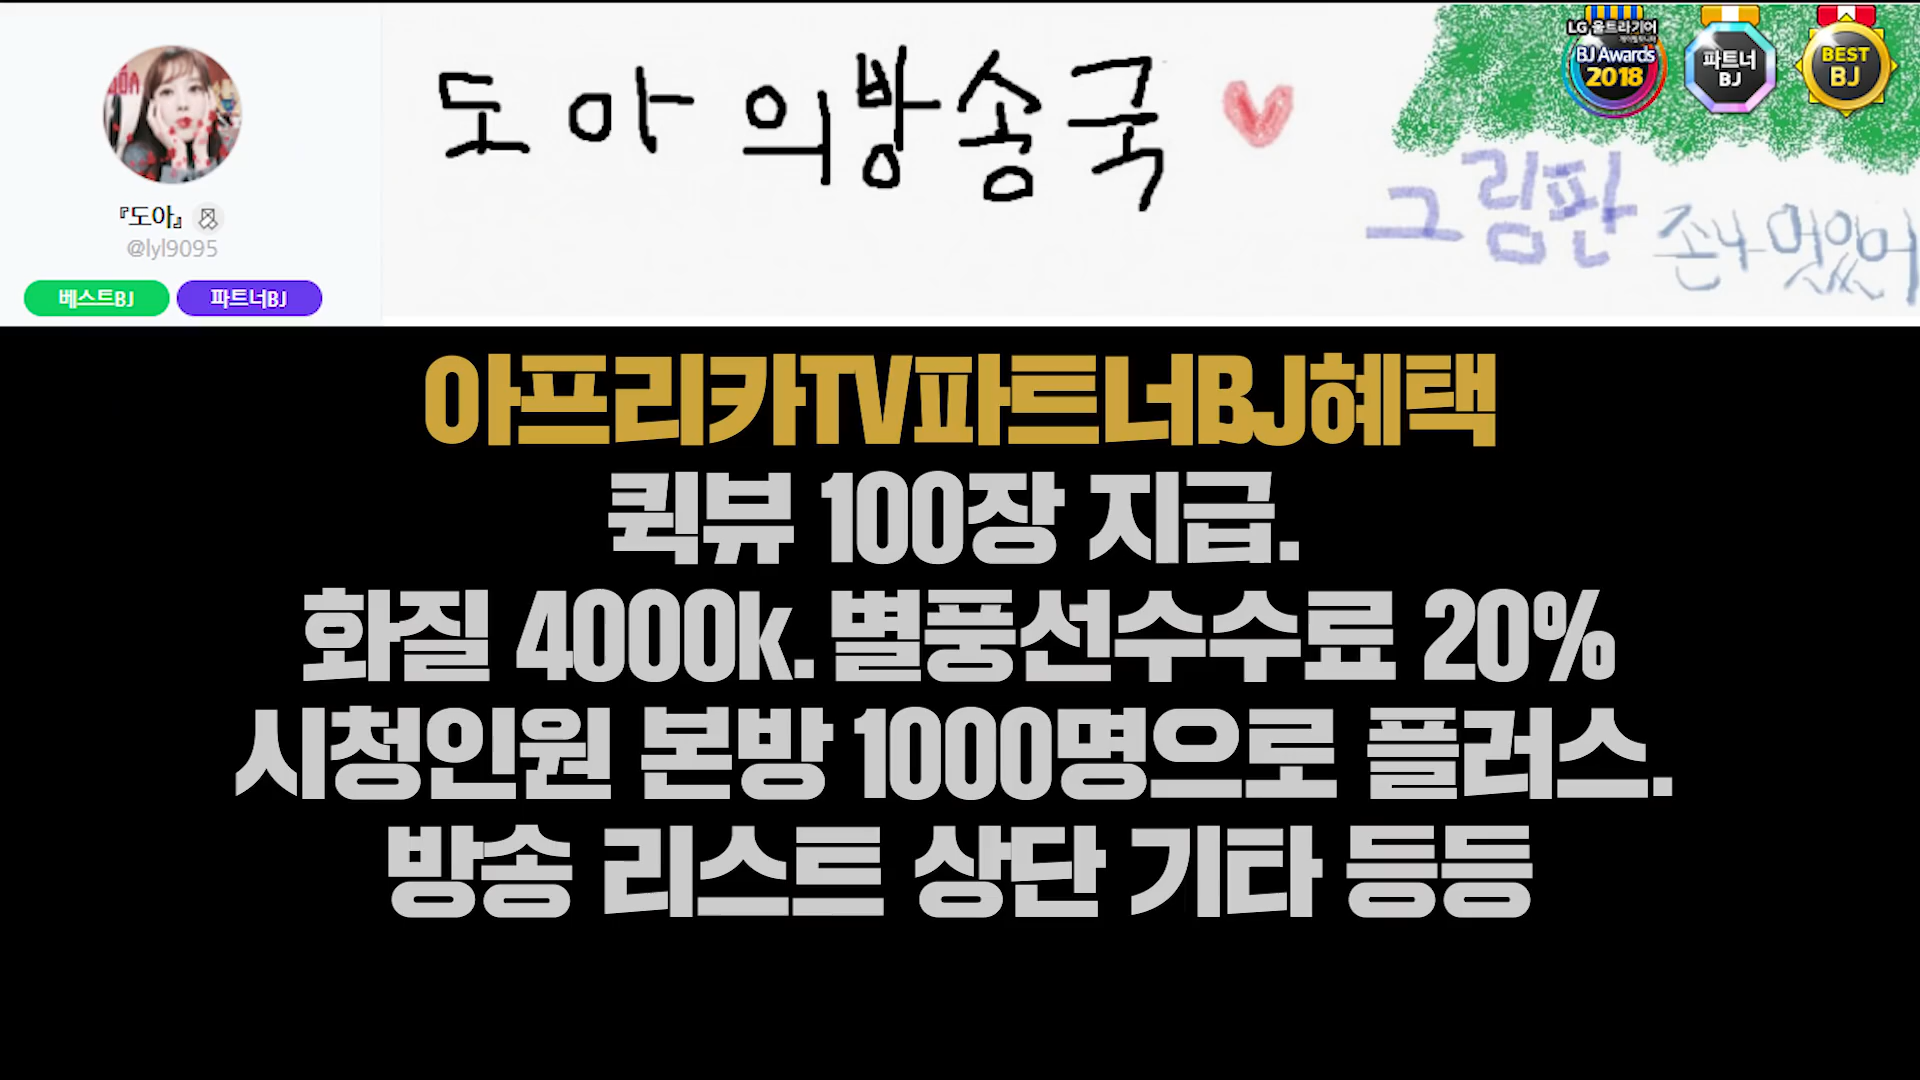 도아의방송국
LG 울트라기어
BJ Awards
2018
파트너
BJ
BEST
BJ
그림판 존나 멋있어
『도아』
@lyl9095
베스트BJ 파트너BJ
아프리카TV파트너BJ혜택
퀵뷰 100장 지급.
화질 4000k. 별풍선수수료 20%
시청인원 본방 1000명으로 플러스.
방송 리스트 상단 기타 등등